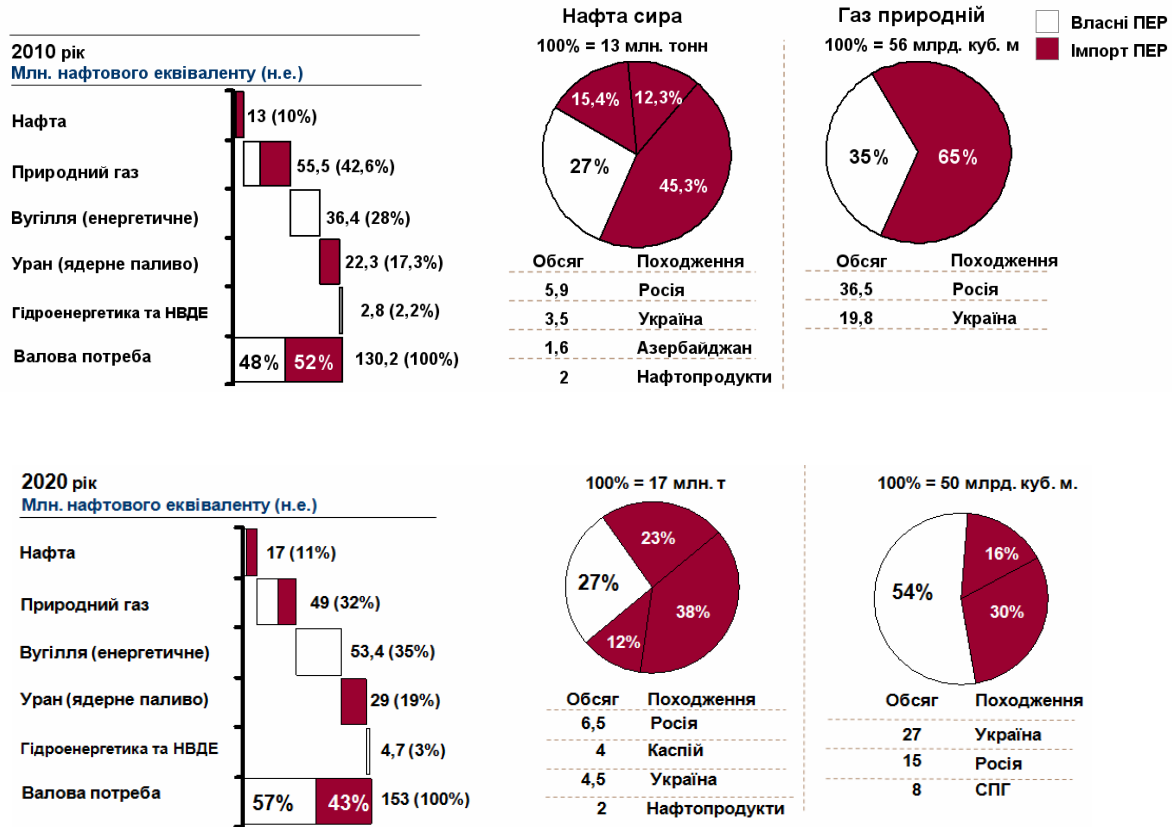 Нафта сира
Газ природній
Власні ПЕР
Імпорт ПЕР
100% = 13 млн. тонн
100% = 56 млрд. куб. м
2010 рік
Млн. нафтового еквіваленту (н.е.)
Нафта
13 (10%)
Природний газ
55,5 (42,6%)
Вугілля (енергетичне)
36,4 (28%)
Уран (ядерне паливо)
22,3 (17,3%)
Гідроенергетика та НВДЕ
2,8 (2,2%)
Валова потреба
48%
52%
130,2 (100%)
15,4%
12,3%
27%
45,3%
Обсяг Походження
5,9 Росія
3,5 Україна
1,6 Азербайджан
2 Нафтопродукти
35%
65%
Обсяг Походження
36,5 Росія
19,8 Україна
2020 рік
Млн. нафтового еквіваленту (н.е.)
Нафта
17 (11%)
Природний газ
49 (32%)
Вугілля (енергетичне)
53,4 (35%)
Уран (ядерне паливо)
29 (19%)
Гідроенергетика та НВДЕ
4,7 (3%)
Валова потреба
57%
43%
153 (100%)
100% = 17 млн. т
23%
27%
38%
12%
Обсяг Походження
6,5 Росія
4 Каспій
4,5 Україна
2 Нафтопродукти
100% = 50 млрд. куб. м.
16%
54%
30%
Обсяг Походження
27 Україна
15 Росія
8 СПГ